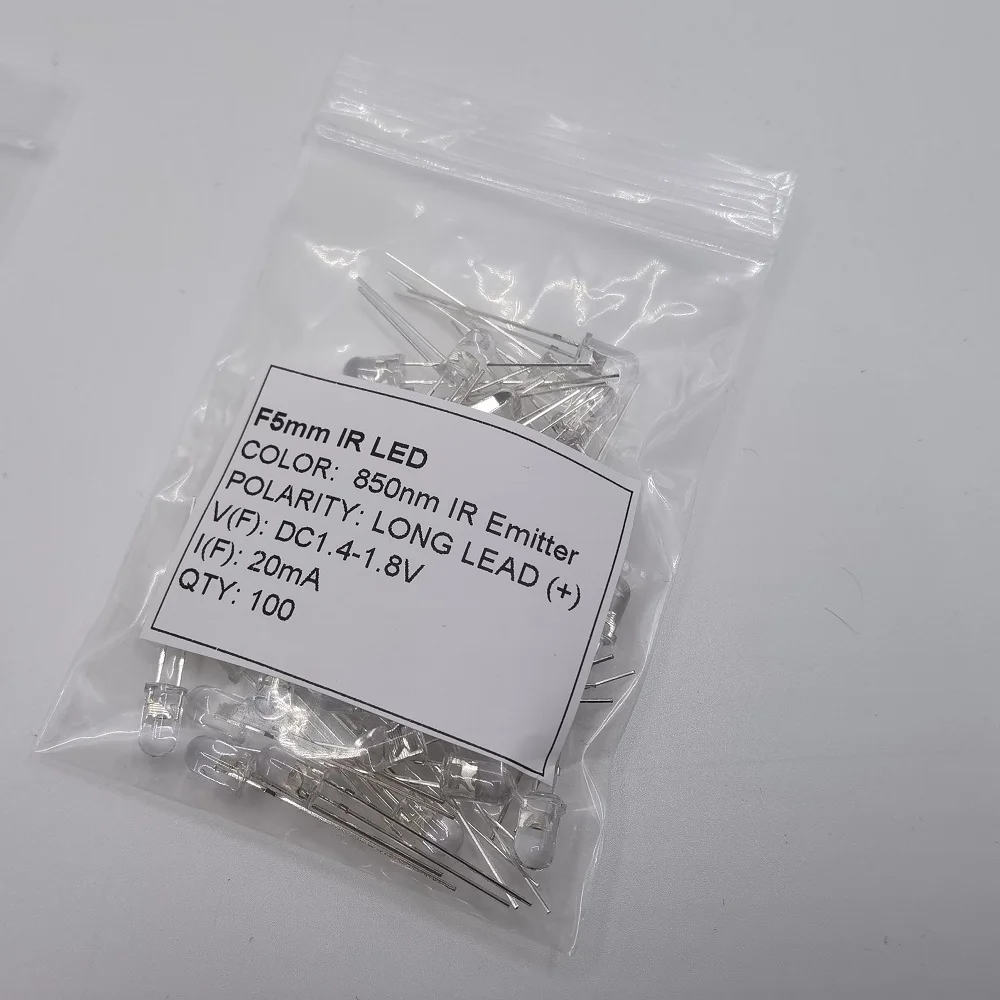 F5mm IR LED
COLOR: 850nm IR Emitter
POLARITY: LONG LEAD (+)
V(F): DC1.4-1.8V
I(F): 20mA
QTY: 100